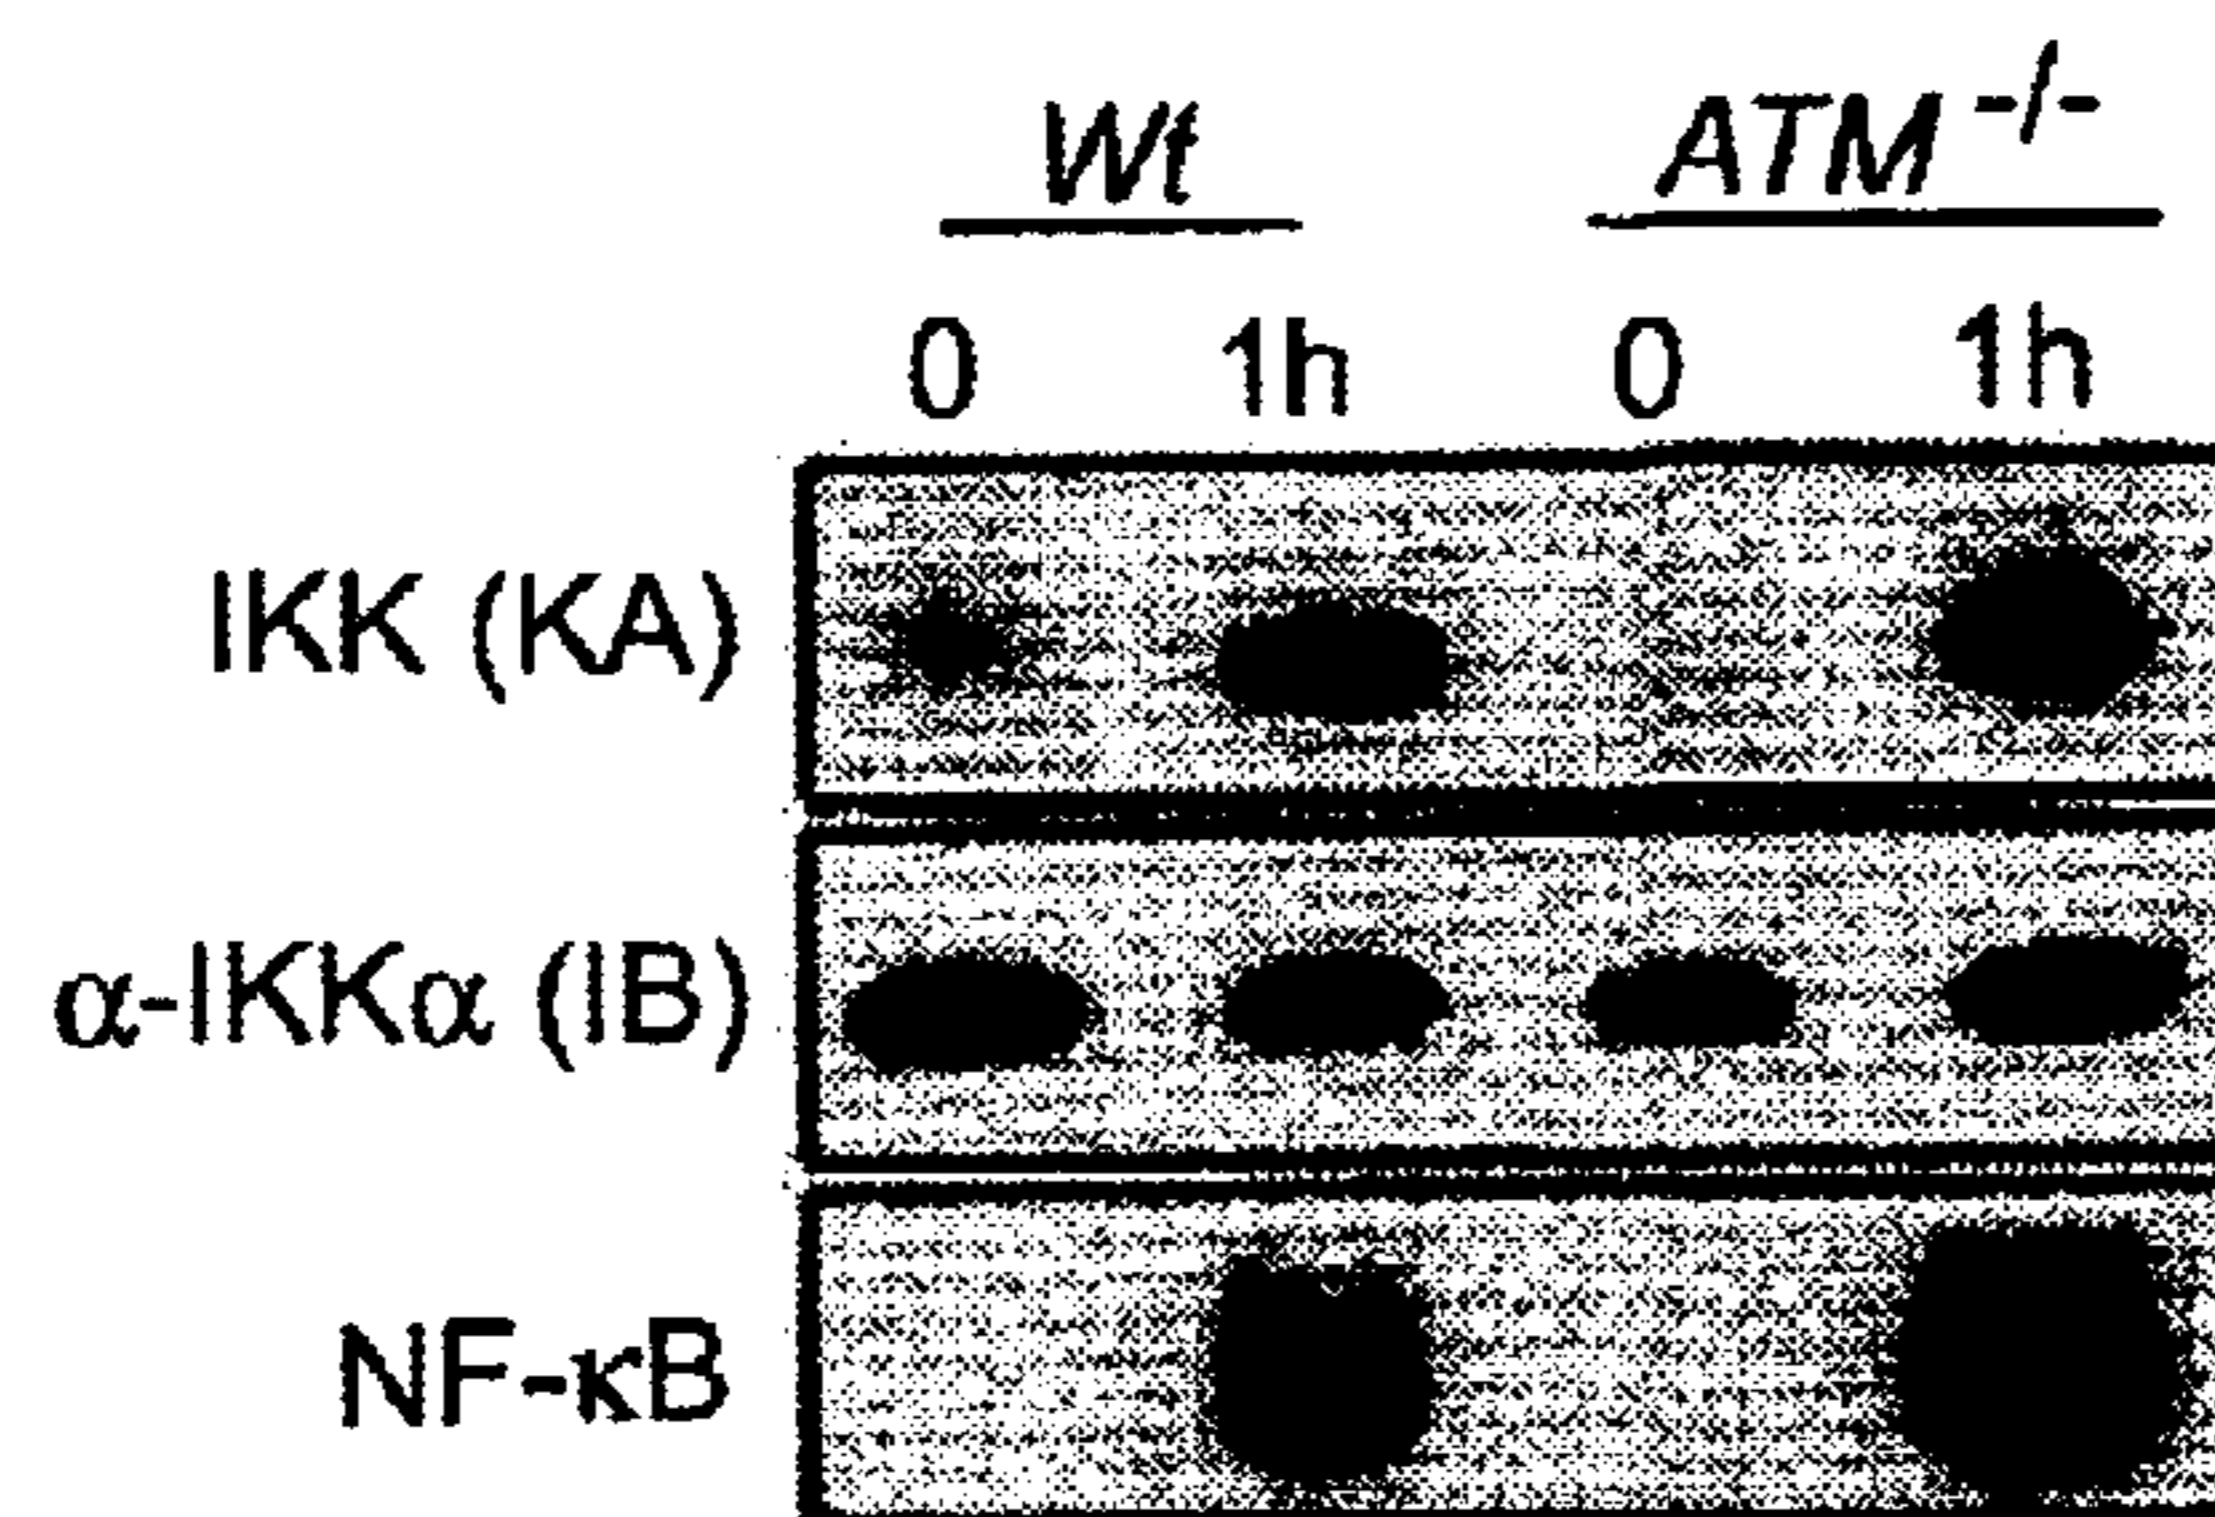 Wt ATM -/-
0 1h 0 1h
IKK (KA)
α-IKKα (IB)
NF-κB